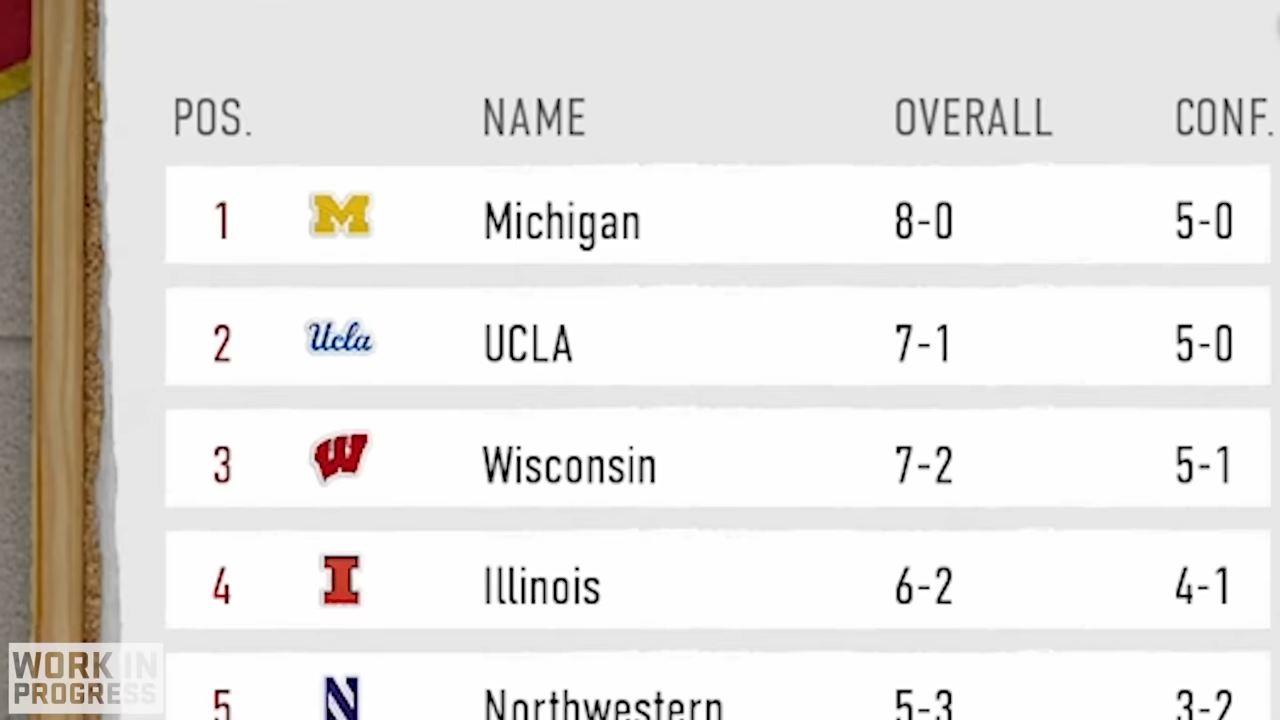 POS. NAME OVERALL CONF.
1 M Michigan 8-0 5-0
2 Ucla UCLA 7-1 5-0
3 W Wisconsin 7-2 5-1
4 I Illinois 6-2 4-1
5 N Northwestern 5-3 3-2
WORK IN
PROGRESS